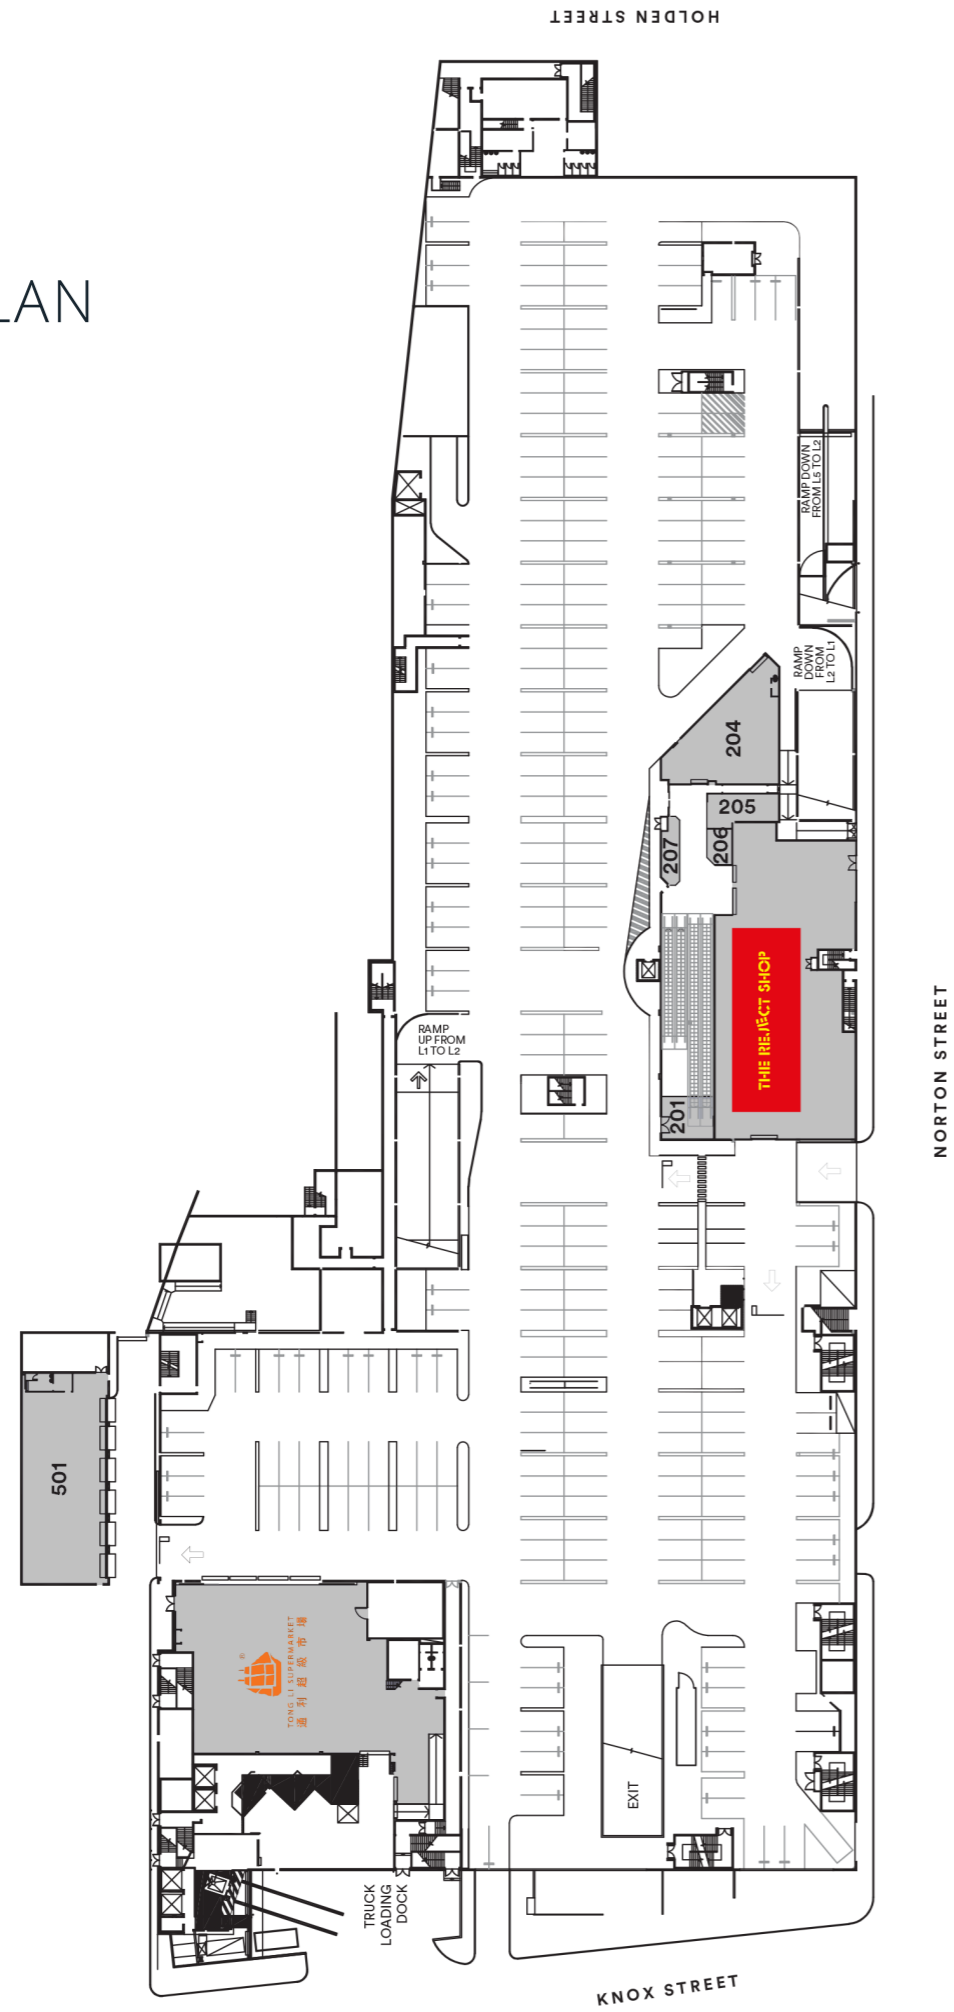 HOLDEN STREET
LAN
RAMP DOWN
FROM L5 TO L2
RAMP
DOWN
FROM
L2 TO L1
204
205
206
207
THE REJECT SHOP
NORTON STREET
RAMP
UP FROM
L1 TO L2
201
501
®
TONG LI SUPERMARKET
通利超級市場
EXIT
TRUCK
LOADING
DOCK
KNOX STREET